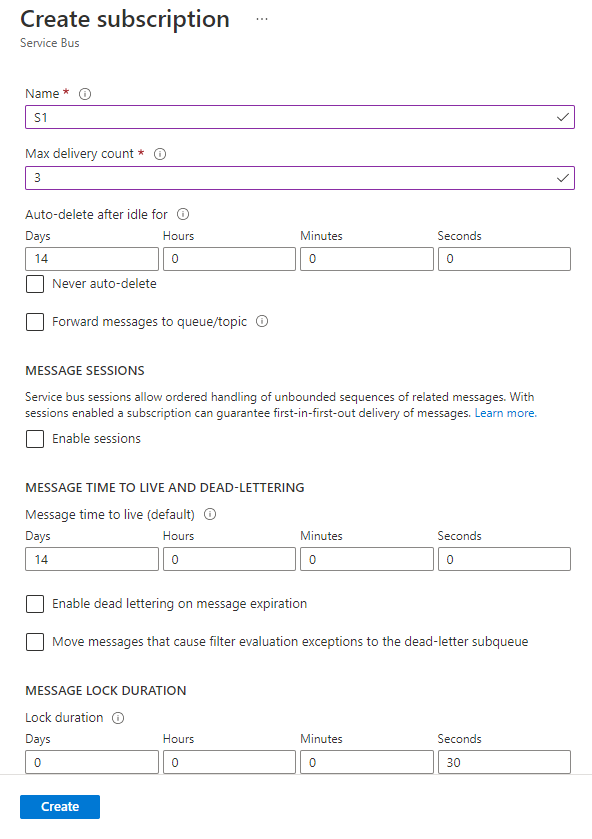 Create subscription ...
Service Bus
Name *
S1
Max delivery count *
3
Auto-delete after idle for
Days Hours Minutes Seconds
14 0 0 0
Never auto-delete
Forward messages to queue/topic
MESSAGE SESSIONS
Service bus sessions allow ordered handling of unbounded sequences of related messages. With
sessions enabled a subscription can guarantee first-in-first-out delivery of messages. Learn more.
Enable sessions
MESSAGE TIME TO LIVE AND DEAD-LETTERING
Message time to live (default)
Days Hours Minutes Seconds
14 0 0 0
Enable dead lettering on message expiration
Move messages that cause filter evaluation exceptions to the dead-letter subqueue
MESSAGE LOCK DURATION
Lock duration
Days Hours Minutes Seconds
0 0 0 30
Create